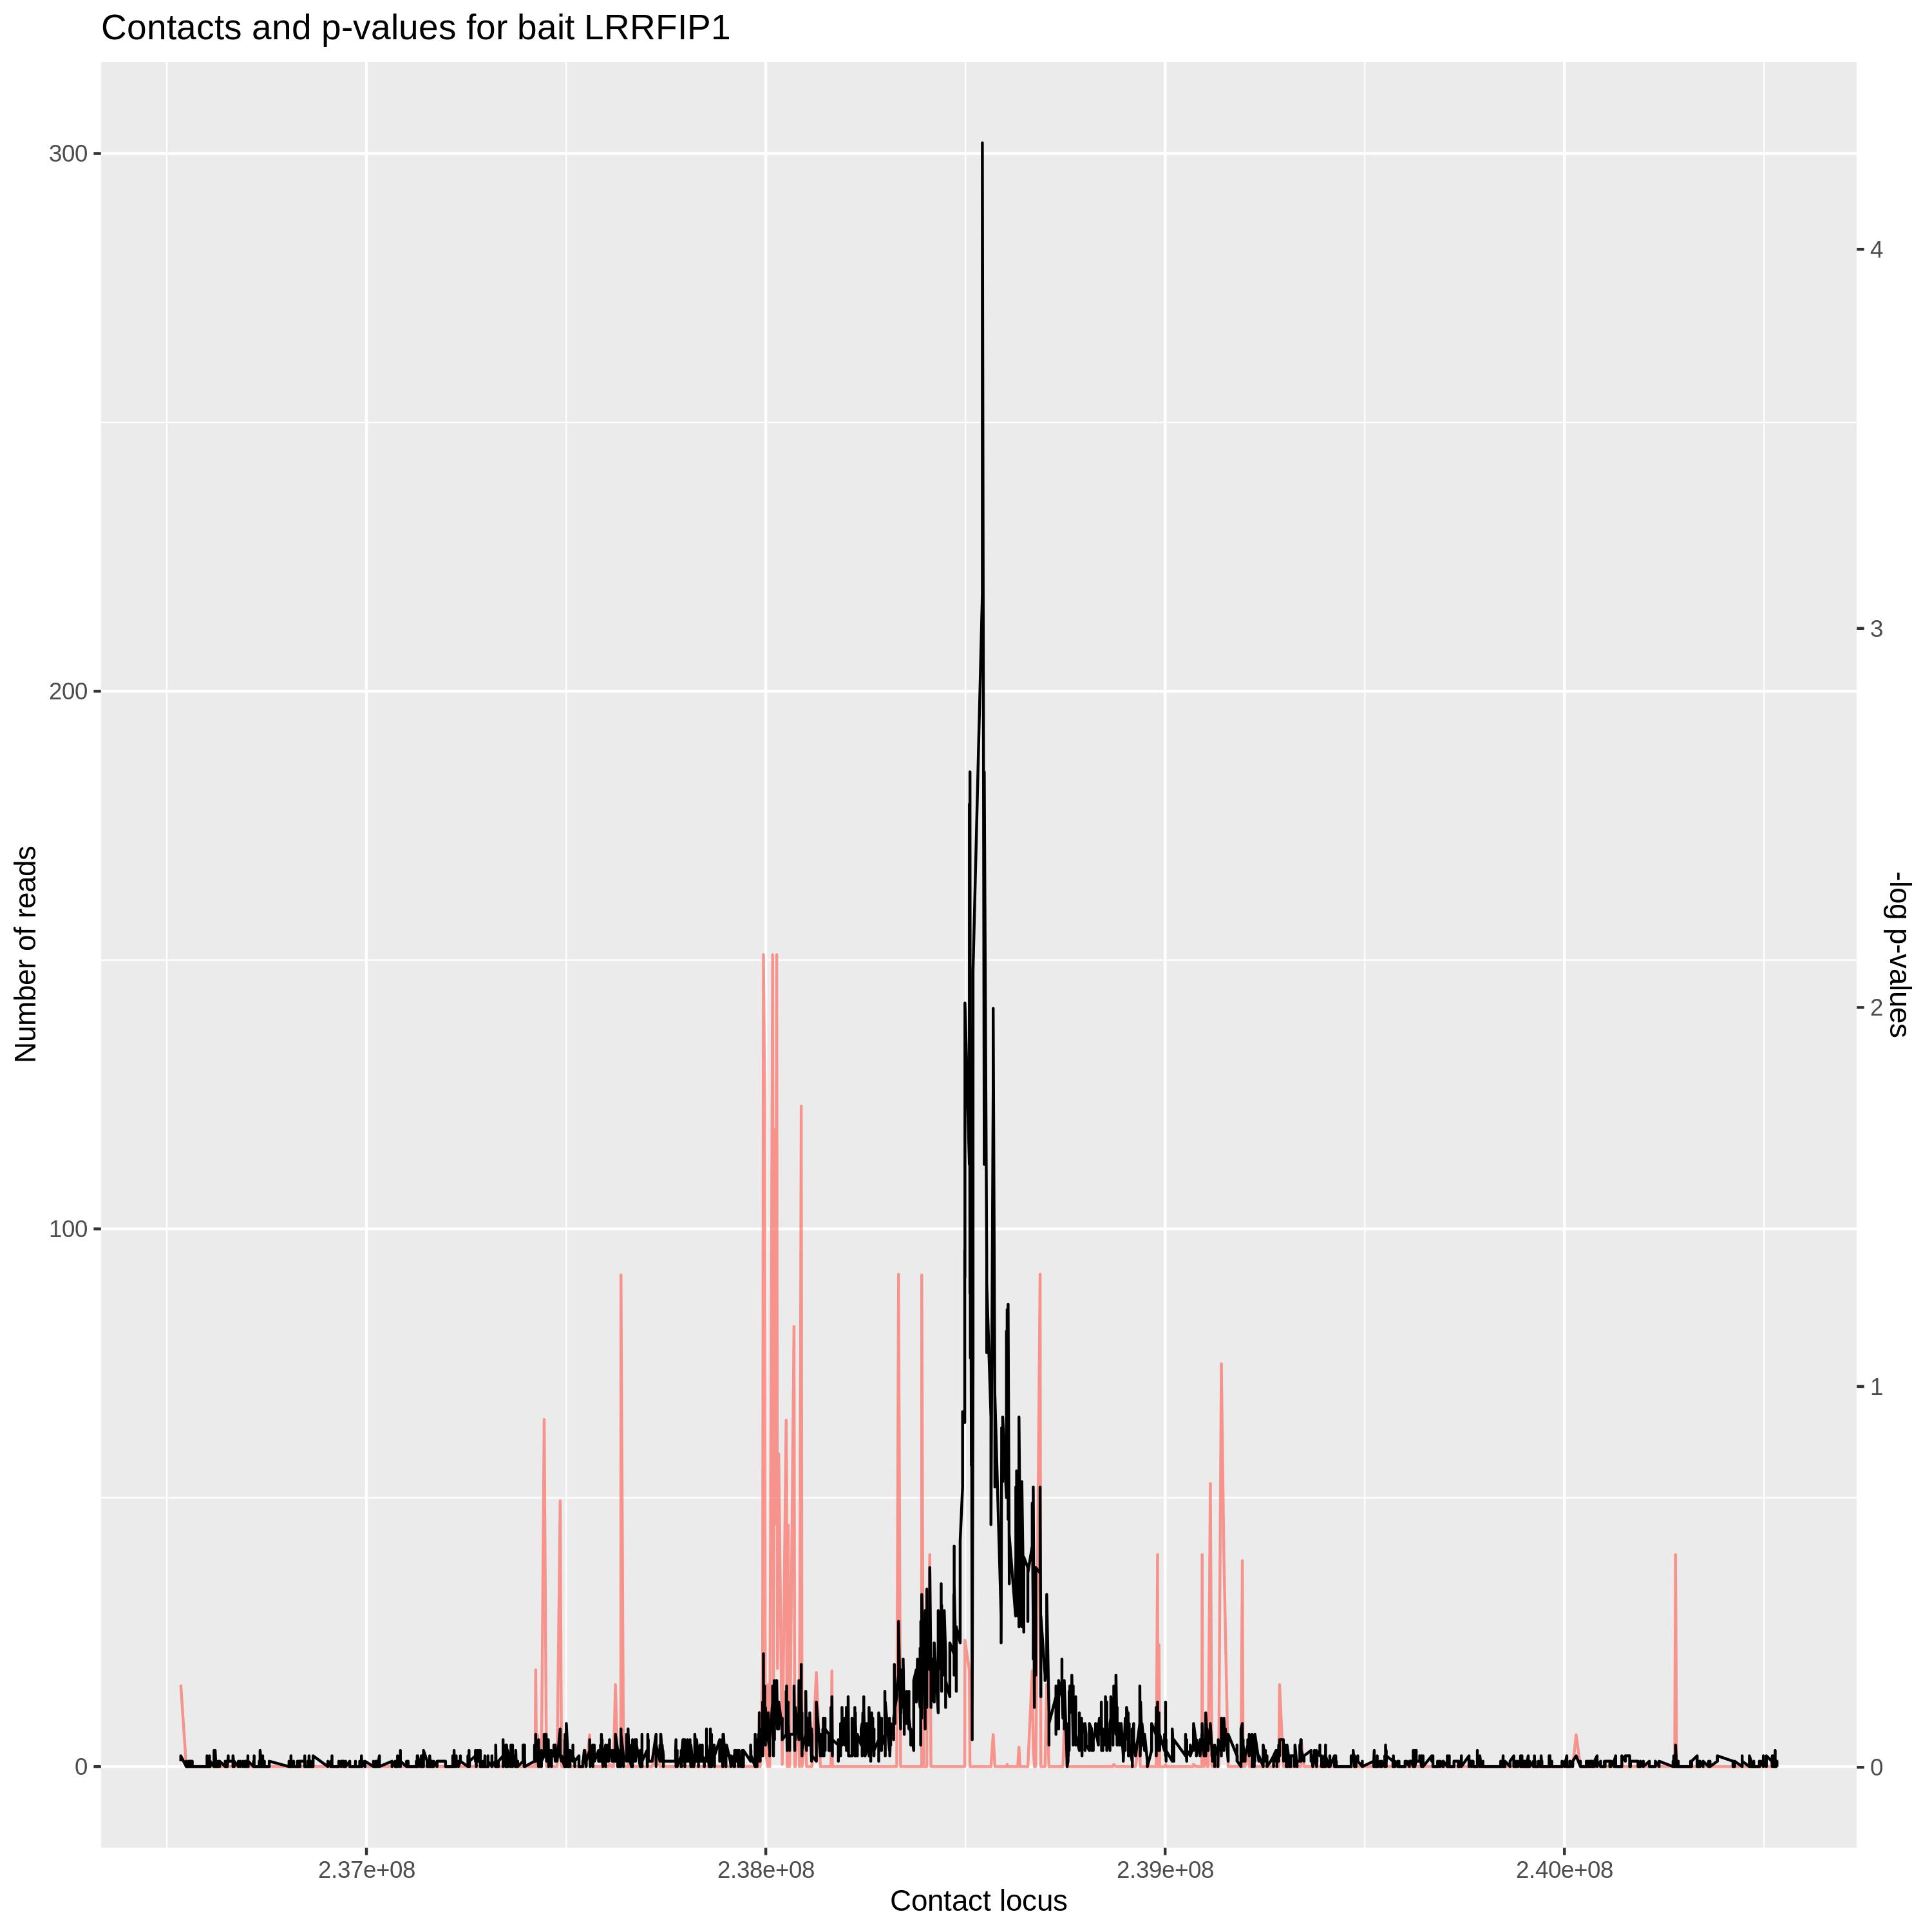 Contacts and p-values for bait LRRFIP1
300
200
100
0
4
3
2
1
0
Number of reads
-log p-values
2.37e+08
2.38e+08
2.39e+08
2.40e+08
Contact locus